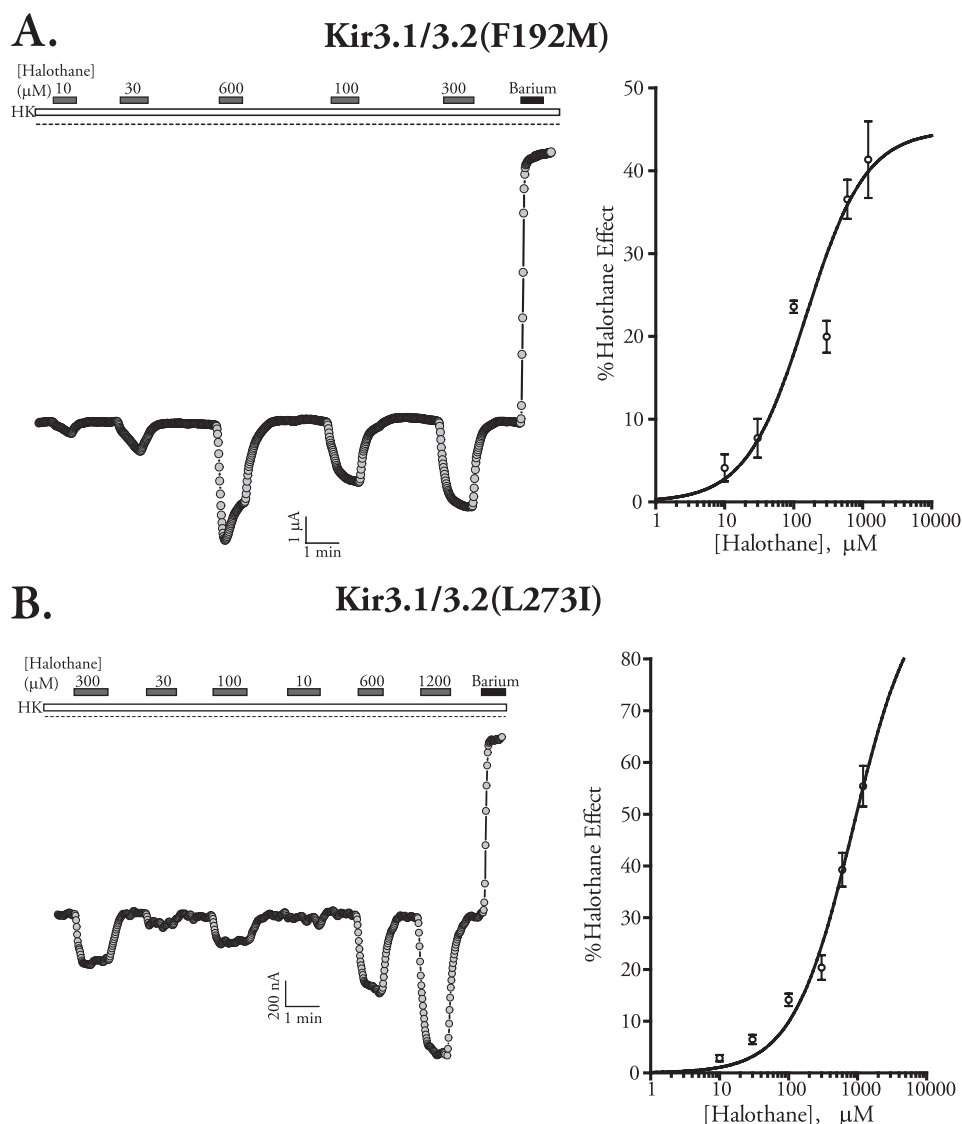 A.
Kir3.1/3.2(F192M)
[Halothane]
(μM) 10 30 600 100 300 Barium
HK
1 μA
1 min
50
40
30
20
10
0
%Halothane Effect
1 10 100 1000 10000
[Halothane], μM
B.
Kir3.1/3.2(L273I)
[Halothane]
(μM) 300 30 100 10 600 1200 Barium
HK
200 nA
1 min
80
70
60
50
40
30
20
10
0
%Halothane Effect
1 10 100 1000 10000
[Halothane], μM